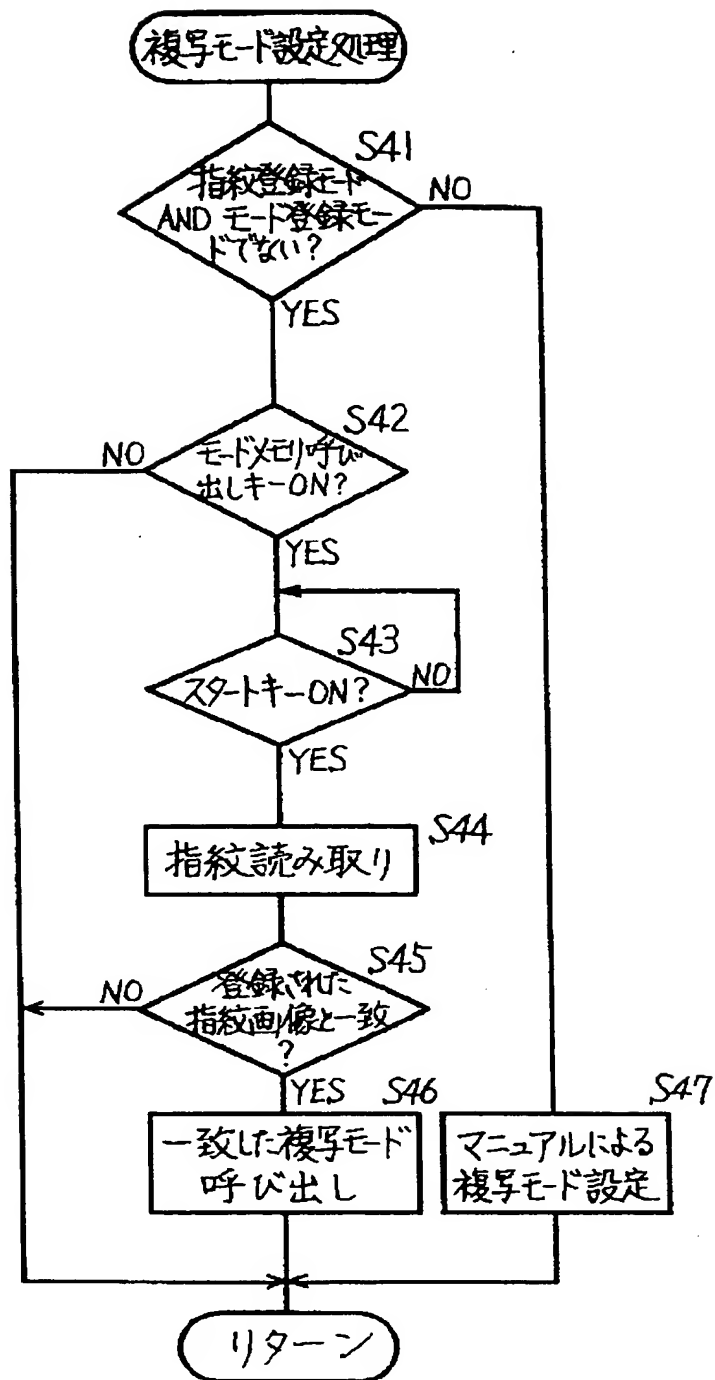 複写モード設定処理
S41
指紋登録モード
AND モード登録モー
ドでない?
NO
YES
S42
モードメモリ呼び
出しキーON?
NO
YES
S43
スタートキーON?
NO
YES
S44
指紋読み取り
S45
登録された
指紋画像と一致
?
NO
YES
S46
一致した複写モード
呼び出し
S47
マニュアルによる
複写モード設定
リターン